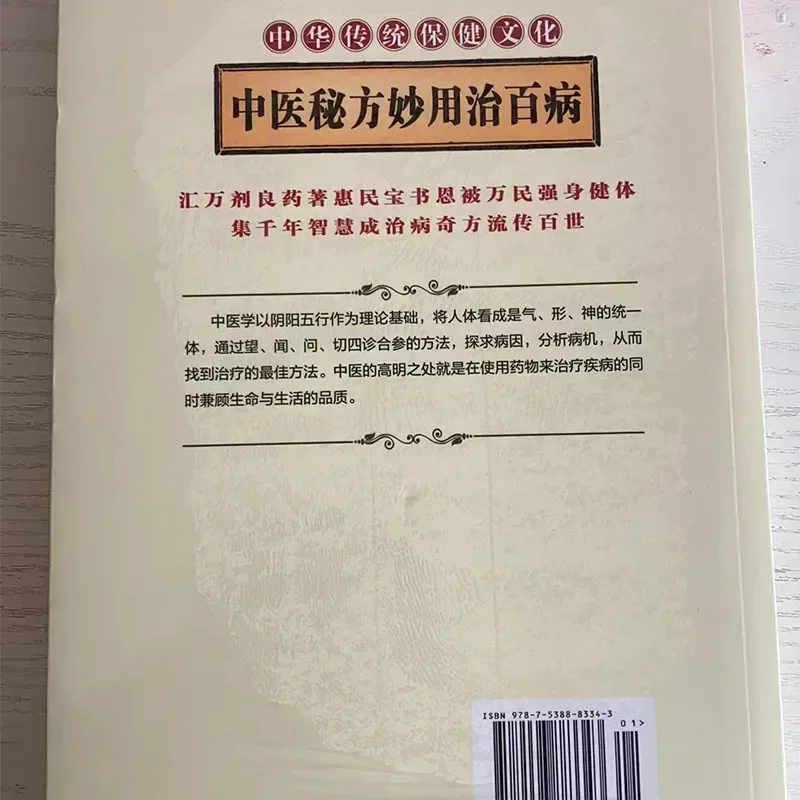 中华传统保健文化
中医秘方妙用治百病
汇万剂良药著惠民宝书恩被万民强身健体
集千年智慧成治病奇方流传百世
中医学以阴阳五行作为理论基础，将人体看成是气、形、神的统一
体，通过望、闻、问、切四诊合参的方法，探求病因，分析病机，从而
找到治疗的最佳方法。中医的高明之处就是在使用药物来治疗疾病的同
时兼顾生命与生活的品质。
ISBN 978-7-5388-8334-3
01>